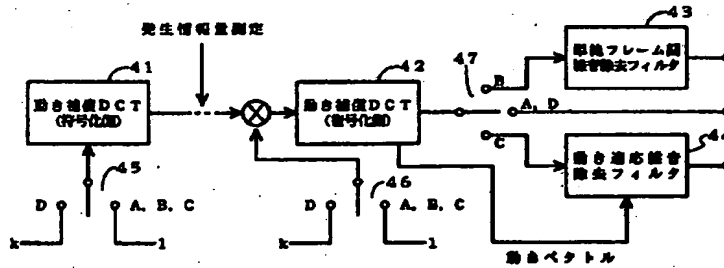 発生情報量測定
41
動き補償DCT
(符号化側)
42
動き補償DCT
(復号化側)
43
単純フレーム間
雑音除去フィルタ
44
動き適応雑音
除去フィルタ
47
B
A, D
C
45
D
A, B, C
k
1
46
D
A, B, C
k
1
動きベクトル